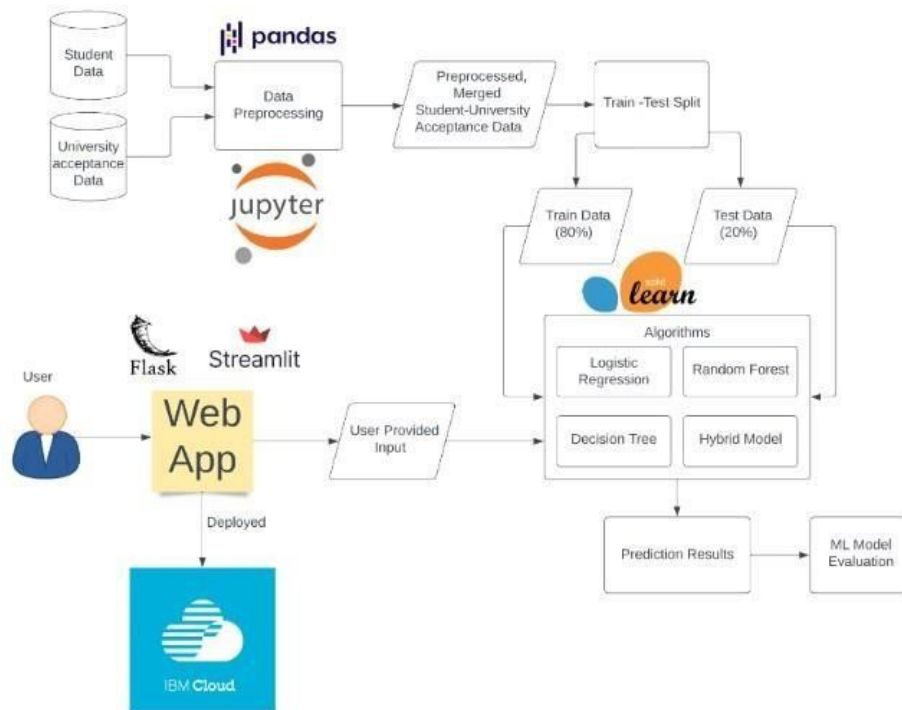 Student
Data
University
acceptance
Data
pandas
Data
Preprocessing
jupyter
Preprocessed,
Merged
Student-University
Acceptance Data
Train -Test Split
Train Data
(80%)
Test Data
(20%)
scikit
learn
Algorithms
Logistic
Regression
Random Forest
Decision Tree
Hybrid Model
Flask
Streamlit
User
Web
App
User Provided
Input
Deployed
IBM Cloud
Prediction Results
ML Model
Evaluation